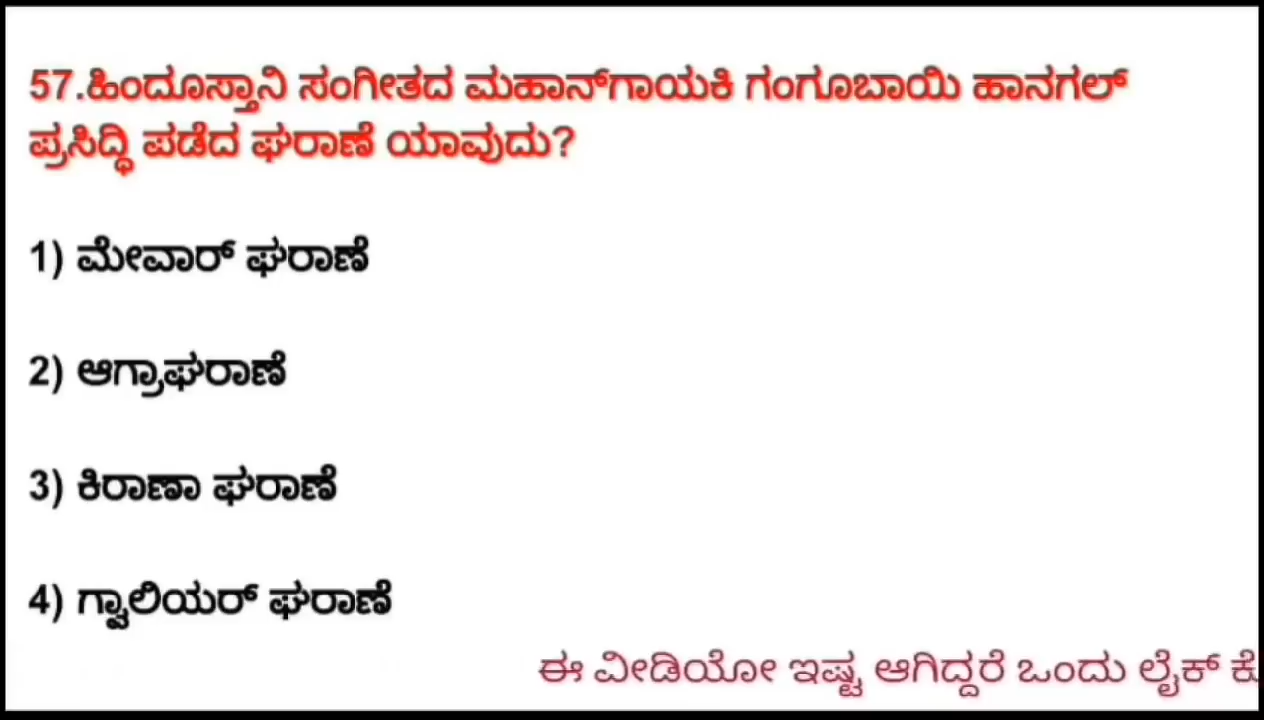 57.ಹಿಂದೂಸ್ತಾನಿ ಸಂಗೀತದ ಮಹಾನ್‌ಗಾಯಕಿ ಗಂಗೂಬಾಯಿ ಹಾನಗಲ್
ಪ್ರಸಿದ್ಧಿ ಪಡೆದ ಘರಾಣೆ ಯಾವುದು?
1) ಮೇವಾರ್ ಘರಾಣೆ
2) ಆಗ್ರಾಘರಾಣೆ
3) ಕಿರಾಣಾ ಘರಾಣೆ
4) ಗ್ವಾಲಿಯರ್ ಘರಾಣೆ
ಈ ವೀಡಿಯೋ ಇಷ್ಟ ಆಗಿದ್ದರೆ ಒಂದು ಲೈಕ್